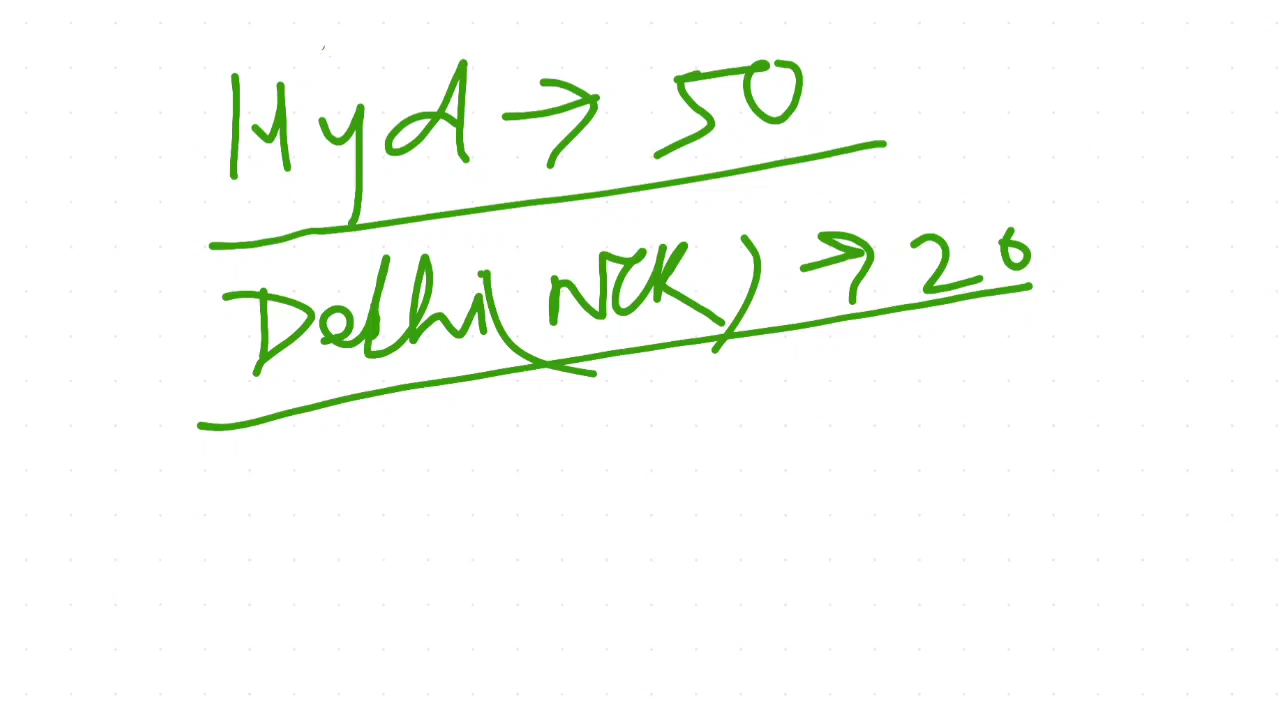 Hyd → 50
Delhi (NCR) → 20